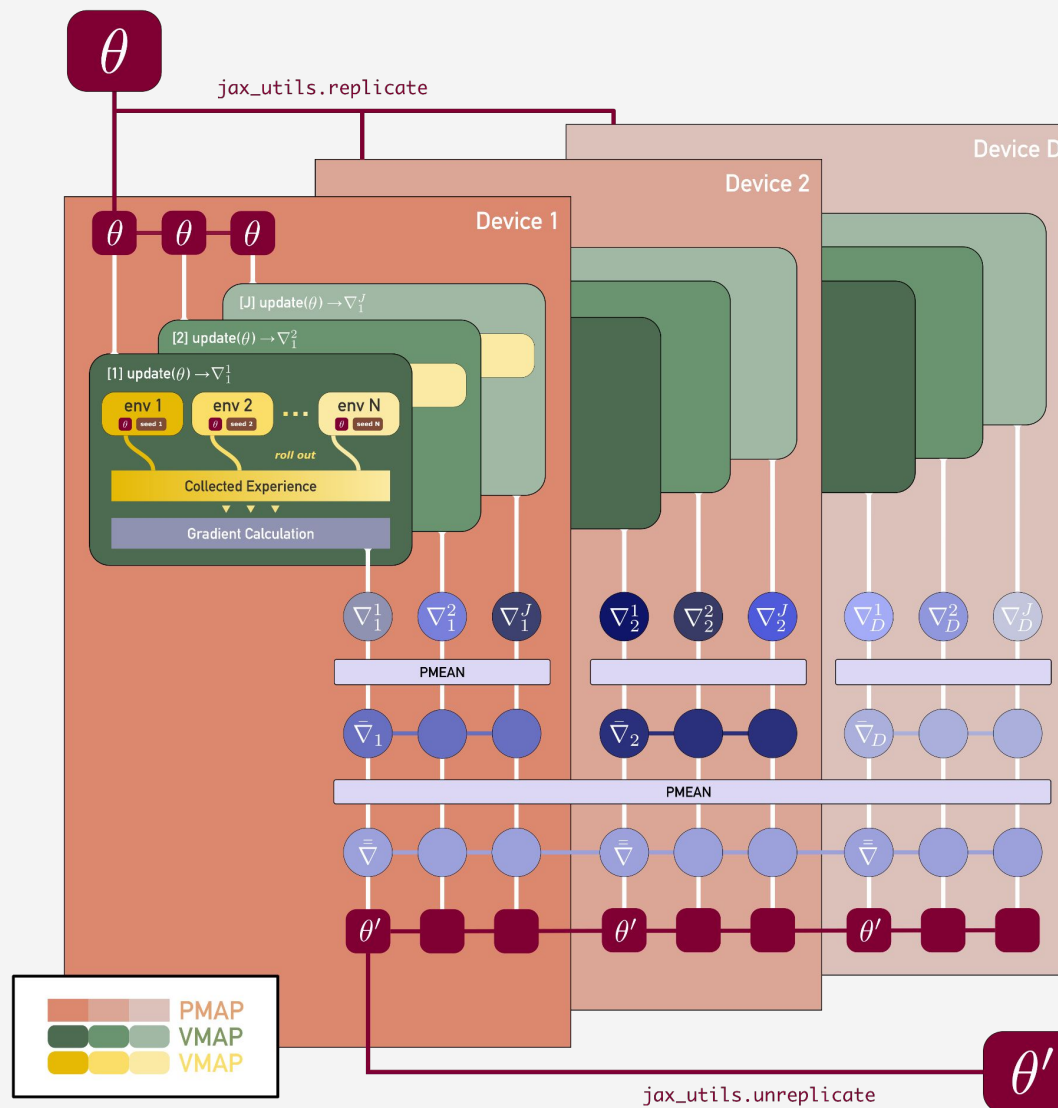 θ
jax_utils.replicate
Device D
Device 2
Device 1
θ θ θ
[J] update(θ) →∇₁ᴶ
[2] update(θ) →∇₁²
[1] update(θ) →∇₁¹
env 1 env 2 ... env N
θ seed 1 θ seed 2 θ seed N
roll out
Collected Experience
Gradient Calculation
∇₁¹ ∇₁² ∇₁ᴶ ∇₂¹ ∇₂² ∇₂ᴶ ∇_D¹ ∇_D² ∇_Dᴶ
PMEAN
∇̄₁ ∇̄₂ ∇̄_D
PMEAN
∇̿ ∇̿ ∇̿
θ′ θ′ θ′
PMAP
VMAP
VMAP
θ′
jax_utils.unreplicate